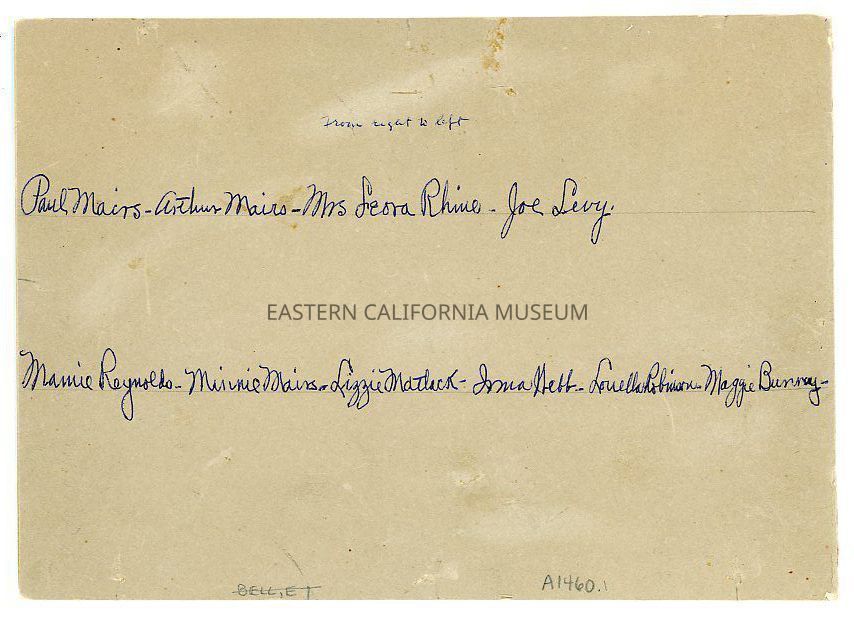 From right to left
Paul Mairs - Arthur Mairs - Mrs Leora Rhine - Joe Levy.
EASTERN CALIFORNIA MUSEUM
Mamie Reynolds - Minnie Mairs - Lizzie Matlack - Irma Webb - Louella Robinson - Maggie Bunney -
BELL, ET
A1460.1